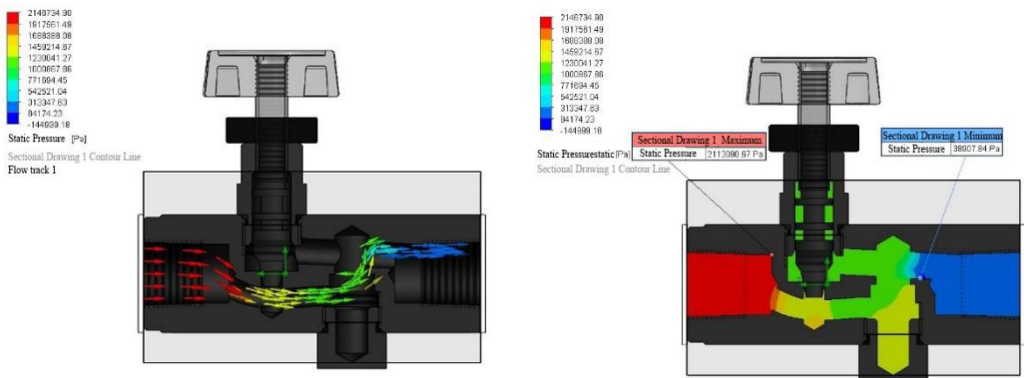 2146734.90
1917561.49
1688388.08
1459214.67
1230041.27
1000867.86
771694.45
542521.04
313347.63
84174.23
-144999.18
Static Pressure [Pa]
Sectional Drawing 1 Contour Line
Flow track 1
2146734.90
1917561.49
1688388.08
1459214.67
1230041.27
1000867.86
771694.45
542521.04
313347.63
84174.23
-144999.18
Static Pressurestatic[Pa]
Sectional Drawing 1 Contour Line
Sectional Drawing 1 Maximum
Static Pressure 2113090.67 Pa
Sectional Drawing 1 Minimum
Static Pressure 38907.84 Pa